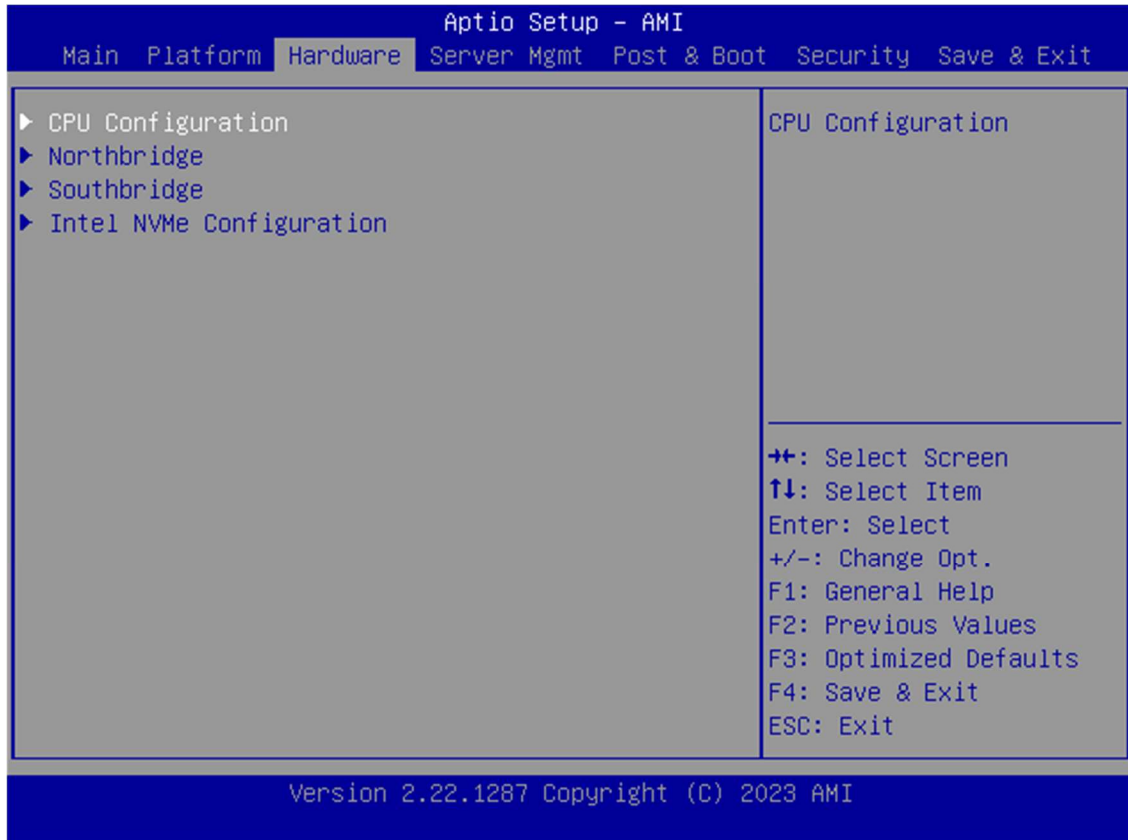 Aptio Setup – AMI
Main Platform Hardware Server Mgmt Post & Boot Security Save & Exit
▶ CPU Configuration
▶ Northbridge
▶ Southbridge
▶ Intel NVMe Configuration
CPU Configuration
→←: Select Screen
↑↓: Select Item
Enter: Select
+/-: Change Opt.
F1: General Help
F2: Previous Values
F3: Optimized Defaults
F4: Save & Exit
ESC: Exit
Version 2.22.1287 Copyright (C) 2023 AMI